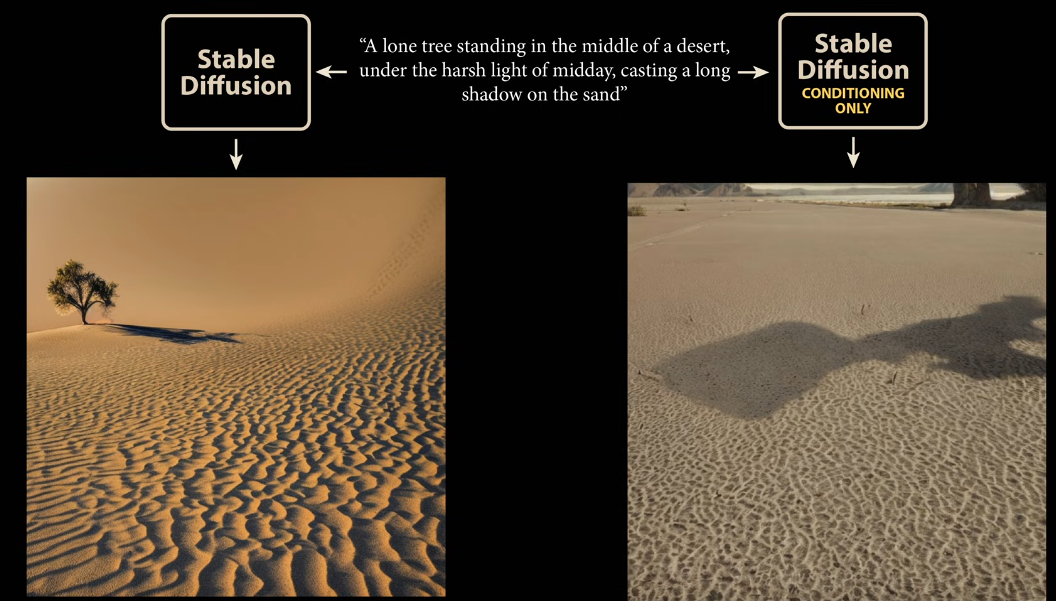 Stable
Diffusion
“A lone tree standing in the middle of a desert,
under the harsh light of midday, casting a long
shadow on the sand”
Stable
Diffusion
CONDITIONING
ONLY